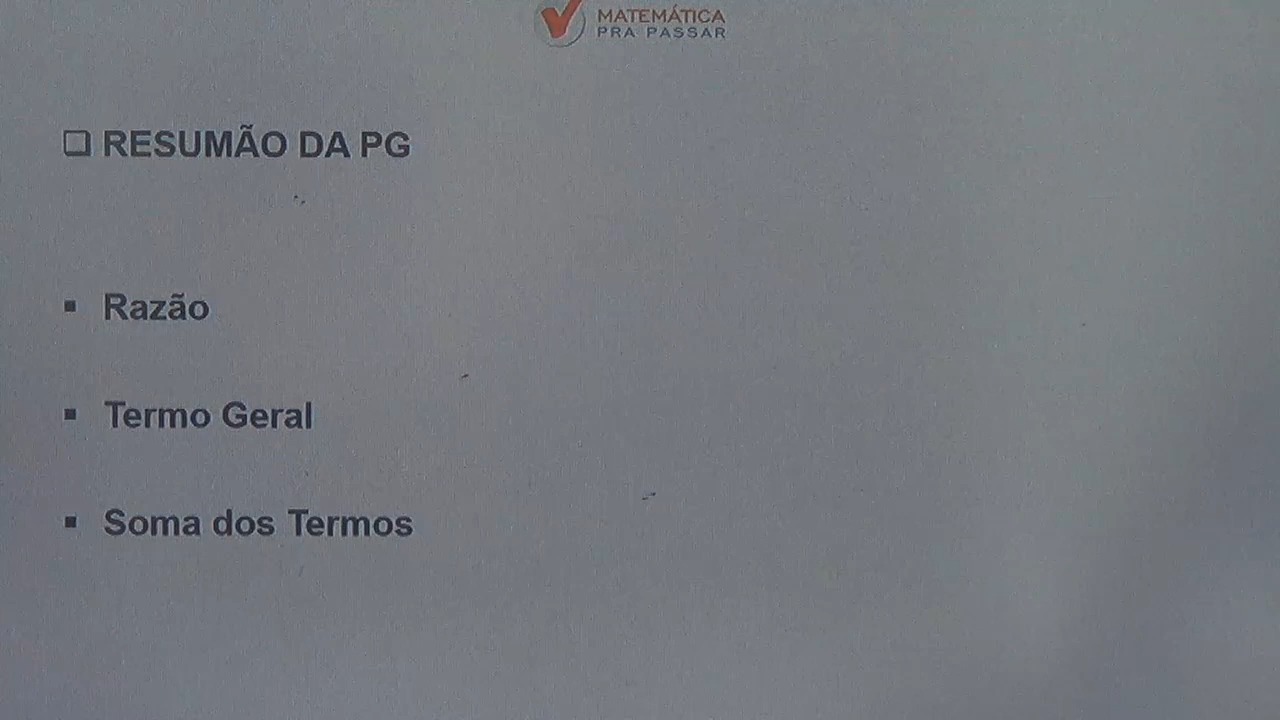 MATEMÁTICA
PRA PASSAR
❑ RESUMÃO DA PG
▪ Razão
▪ Termo Geral
▪ Soma dos Termos